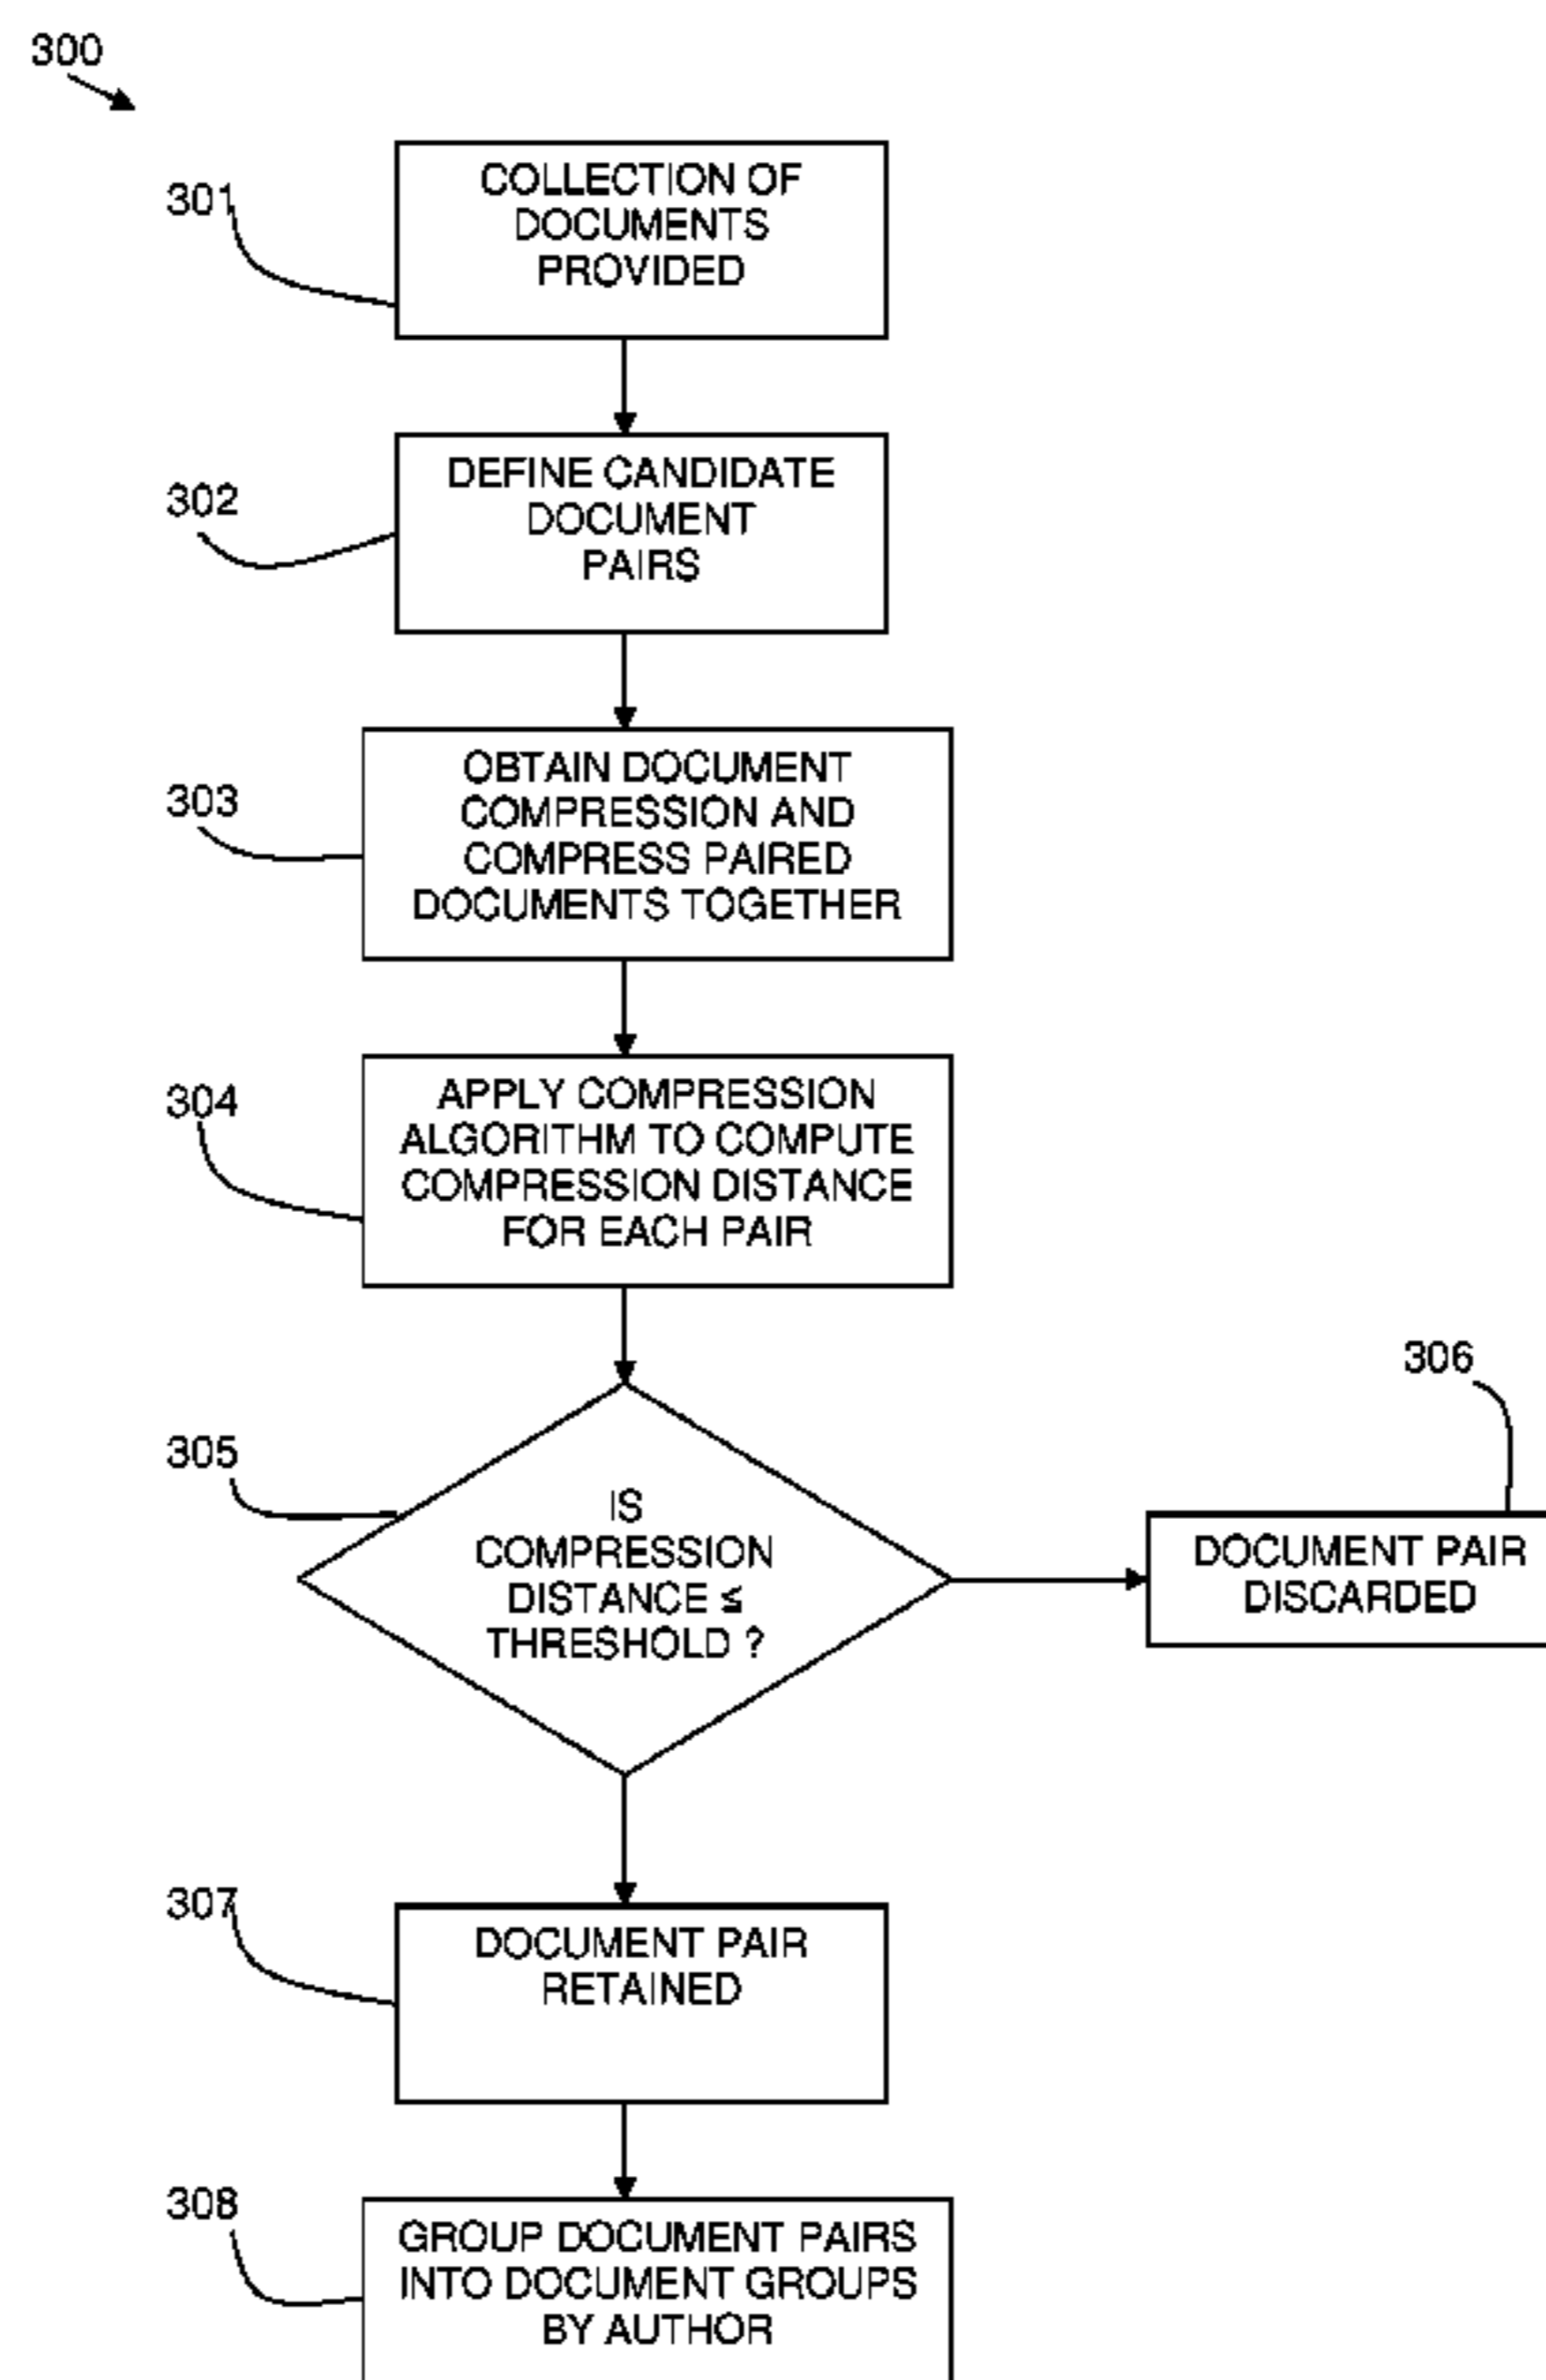 300
301
COLLECTION OF
DOCUMENTS
PROVIDED
302
DEFINE CANDIDATE
DOCUMENT
PAIRS
303
OBTAIN DOCUMENT
COMPRESSION AND
COMPRESS PAIRED
DOCUMENTS TOGETHER
304
APPLY COMPRESSION
ALGORITHM TO COMPUTE
COMPRESSION DISTANCE
FOR EACH PAIR
305
IS
COMPRESSION
DISTANCE ≤
THRESHOLD ?
306
DOCUMENT PAIR
DISCARDED
307
DOCUMENT PAIR
RETAINED
308
GROUP DOCUMENT PAIRS
INTO DOCUMENT GROUPS
BY AUTHOR